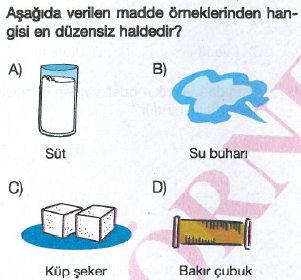 Aşağıda verilen madde örneklerinden han-
gisi en düzensiz haldedir?
A)
B)
Süt
Su buharı
C)
D)
Küp şeker
Bakır çubuk